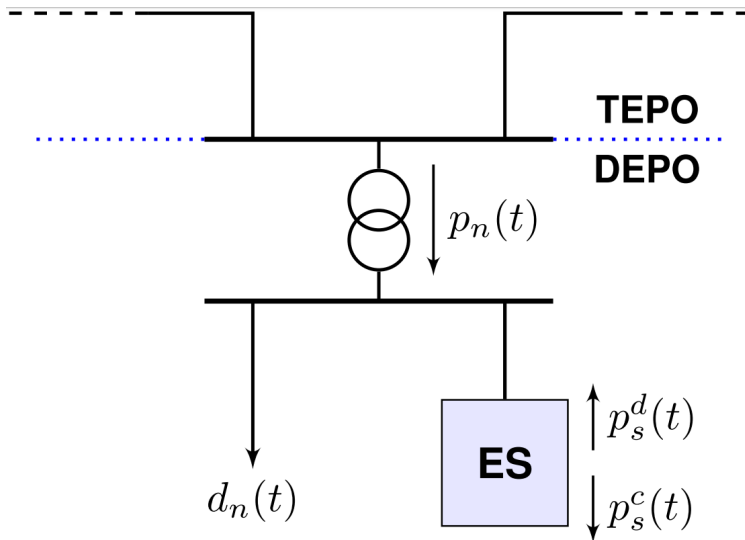 TEPO
DEPO
p_n(t)
p_s^d(t)
ES
d_n(t)
p_s^c(t)